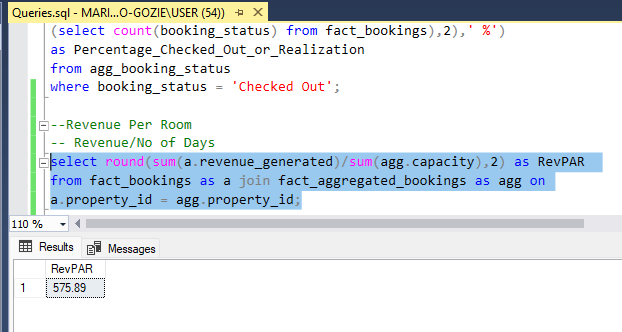 Queries.sql - MARI...O-GOZIE\USER (54))
(select count(booking_status) from fact_bookings),2),' %')
as Percentage_Checked_Out_or_Realization
from agg_booking_status
where booking_status = 'Checked Out';
--Revenue Per Room
-- Revenue/No of Days
select round(sum(a.revenue_generated)/sum(agg.capacity),2) as RevPAR
from fact_bookings as a join fact_aggregated_bookings as agg on
a.property_id = agg.property_id;
110 %
Results Messages
RevPAR
1 575.89